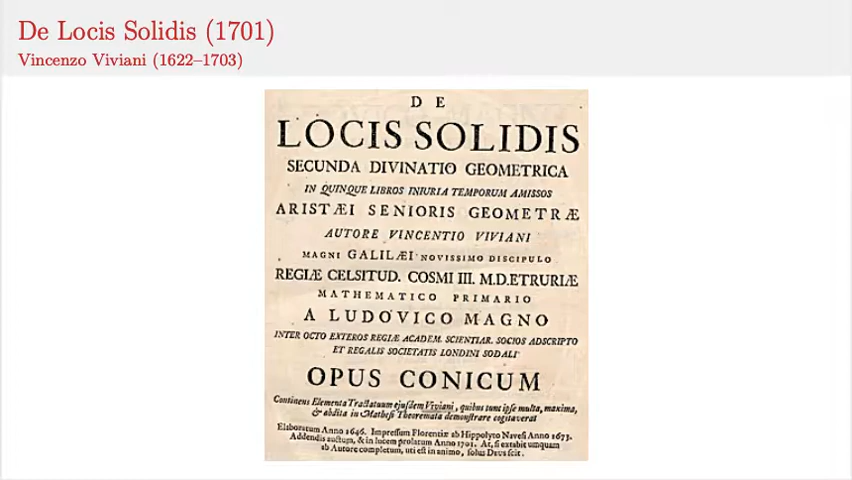 De Locis Solidis (1701)
Vincenzo Viviani (1622–1703)
DE
LOCIS SOLIDIS
SECUNDA DIVINATIO GEOMETRICA
IN QUINQUE LIBROS INIURIA TEMPORUM AMISSOS
ARISTÆI SENIORIS GEOMETRÆ
AUTORE VINCENTIO VIVIANI
MAGNI GALILÆI NOVISSIMO DISCIPULO
REGIÆ CELSITUD. COSMI III. M.D.ETRURIÆ
MATHEMATICO PRIMARIO
A LUDOVICO MAGNO
INTER OCTO EXTEROS REGIÆ ACADEM. SCIENTIAR. SOCIOS ADSCRIPTO
ET REGALIS SOCIETATIS LONDINI SODALI
OPUS CONICUM
Continens Elementa Tractatuum ejusdem Viviani, quibus tunc ipse multa, maxima,
& abdita in Mathesi Theoremata demonstrare cogitaverat
Elaboratum Anno 1646. Impressum Florentiæ ab Hippolyto Navesi Anno 1673.
Addendis auctum, & in lucem prolatum Anno 1701. At, si extabit umquam
ab Autore completum, uti est in animo, solus Deus scit.